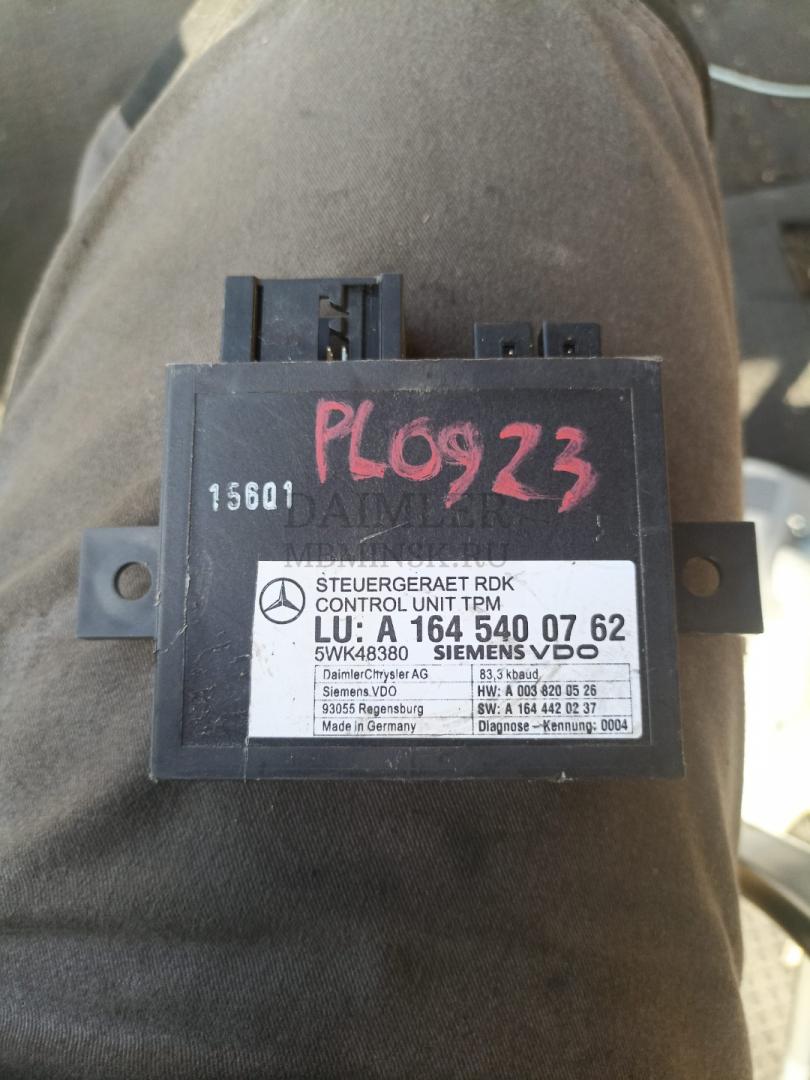 PL0923
15601
DAIMLER
MBMINSK.RU
STEUERGERAET RDK
CONTROL UNIT TPM
LU: A 164 540 07 62
5WK48380 SIEMENS VDO
DaimlerChrysler AG 83,3 kbaud
Siemens VDO HW: A 003 820 05 26
93055 Regensburg SW: A 164 442 02 37
Made in Germany Diagnose - Kennung: 0004